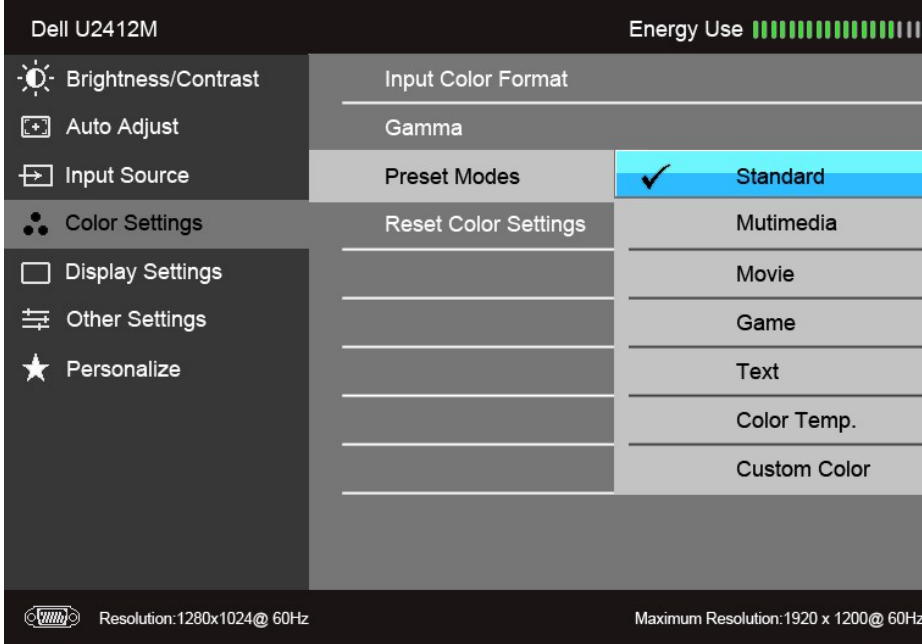 Dell U2412M
Energy Use
Brightness/Contrast
Auto Adjust
Input Source
Color Settings
Display Settings
Other Settings
Personalize
Input Color Format
Gamma
Preset Modes
Reset Color Settings
Standard
Mutimedia
Movie
Game
Text
Color Temp.
Custom Color
Resolution:1280x1024@ 60Hz
Maximum Resolution:1920 x 1200@ 60Hz